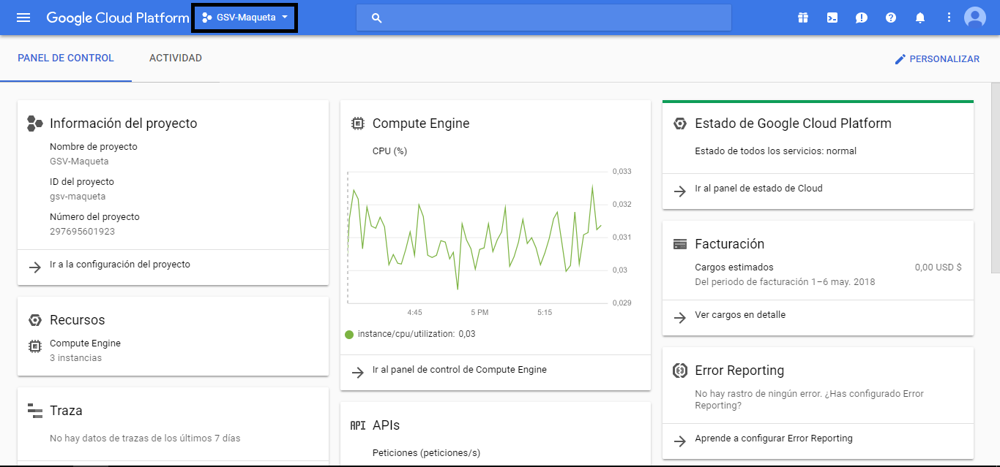 Google Cloud Platform
GSV-Maqueta
PANEL DE CONTROL
ACTIVIDAD
PERSONALIZAR
Información del proyecto
Nombre de proyecto
GSV-Maqueta
ID del proyecto
gsv-maqueta
Número del proyecto
297695601923
Ir a la configuración del proyecto
Recursos
Compute Engine
3 instancias
Traza
No hay datos de trazas de los últimos 7 días
Compute Engine
CPU (%)
0,033
0,032
0,031
0,03
0,029
4:45
5 PM
5:15
instance/cpu/utilization: 0,03
Ir al panel de control de Compute Engine
API
APIs
Peticiones (peticiones/s)
Estado de Google Cloud Platform
Estado de todos los servicios: normal
Ir al panel de estado de Cloud
Facturación
Cargos estimados
0,00 USD $
Del periodo de facturación 1–6 may. 2018
Ver cargos en detalle
Error Reporting
No hay rastro de ningún error. ¿Has configurado Error
Reporting?
Aprende a configurar Error Reporting